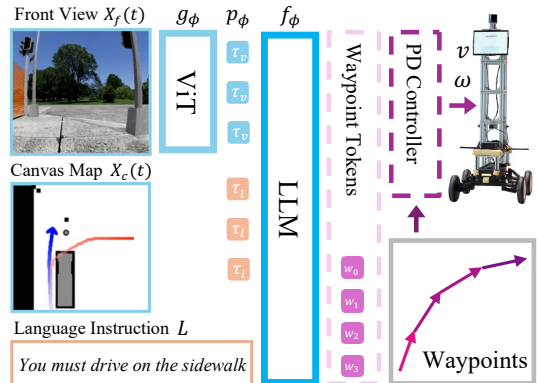 Front View X_f(t)
g_ϕ
p_ϕ
f_ϕ
ViT
τ_v
τ_v
τ_v
LLM
Waypoint Tokens
PD Controller
v
ω
Canvas Map X_c(t)
τ_l
τ_l
τ_l
w_0
w_1
w_2
w_3
Waypoints
Language Instruction L
You must drive on the sidewalk